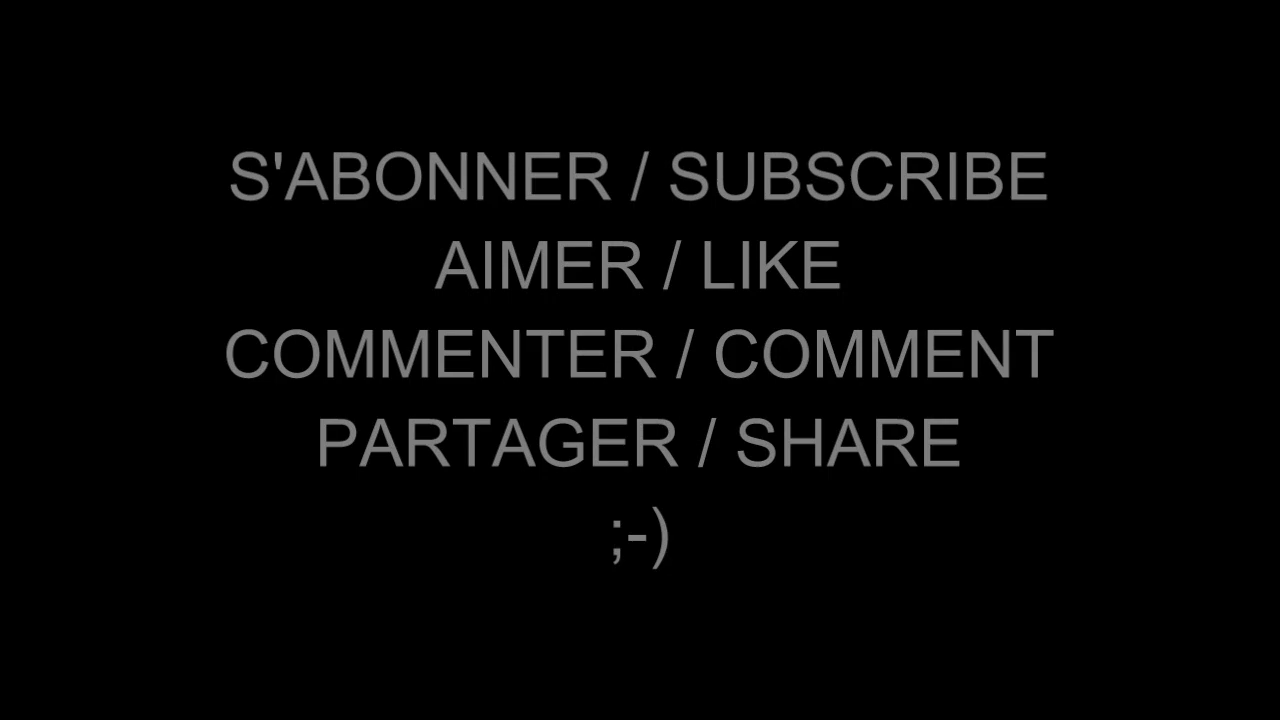 S'ABONNER / SUBSCRIBE
AIMER / LIKE
COMMENTER / COMMENT
PARTAGER / SHARE
;-)